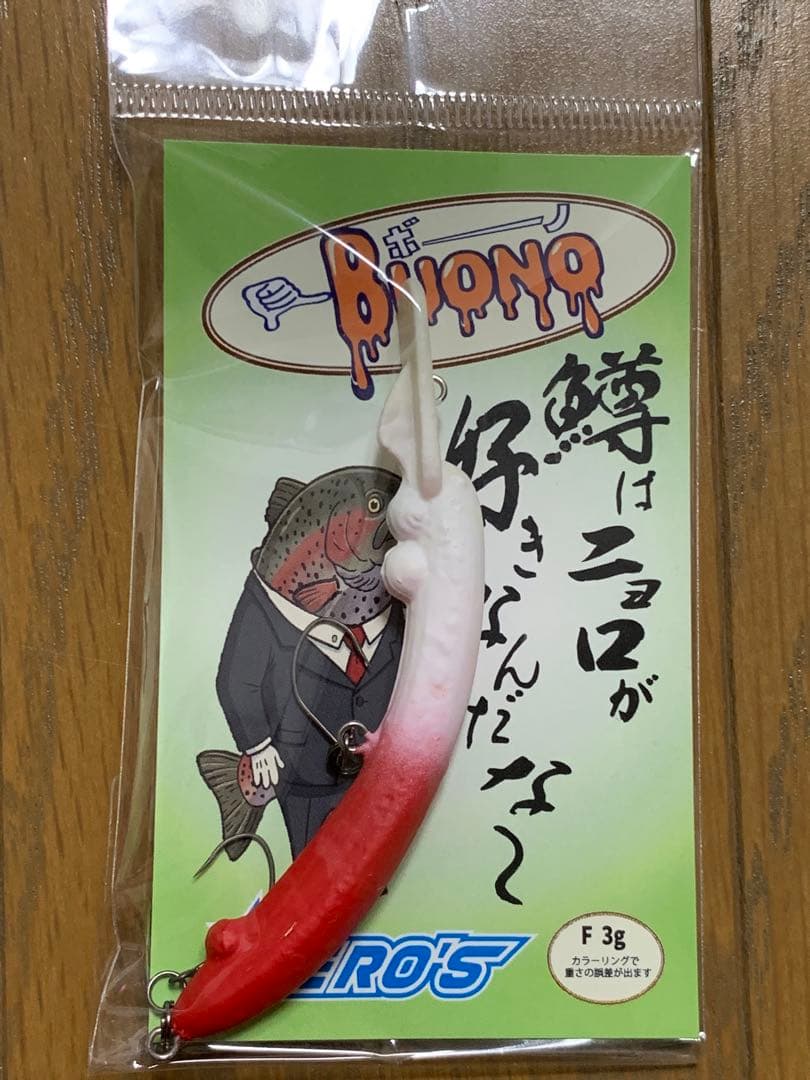 ボーノ
BUONO
鱒は
ニョロが
好きなんだ
な〜
ERO'S
F 3g
カラーリングで
重さの誤差が出ます